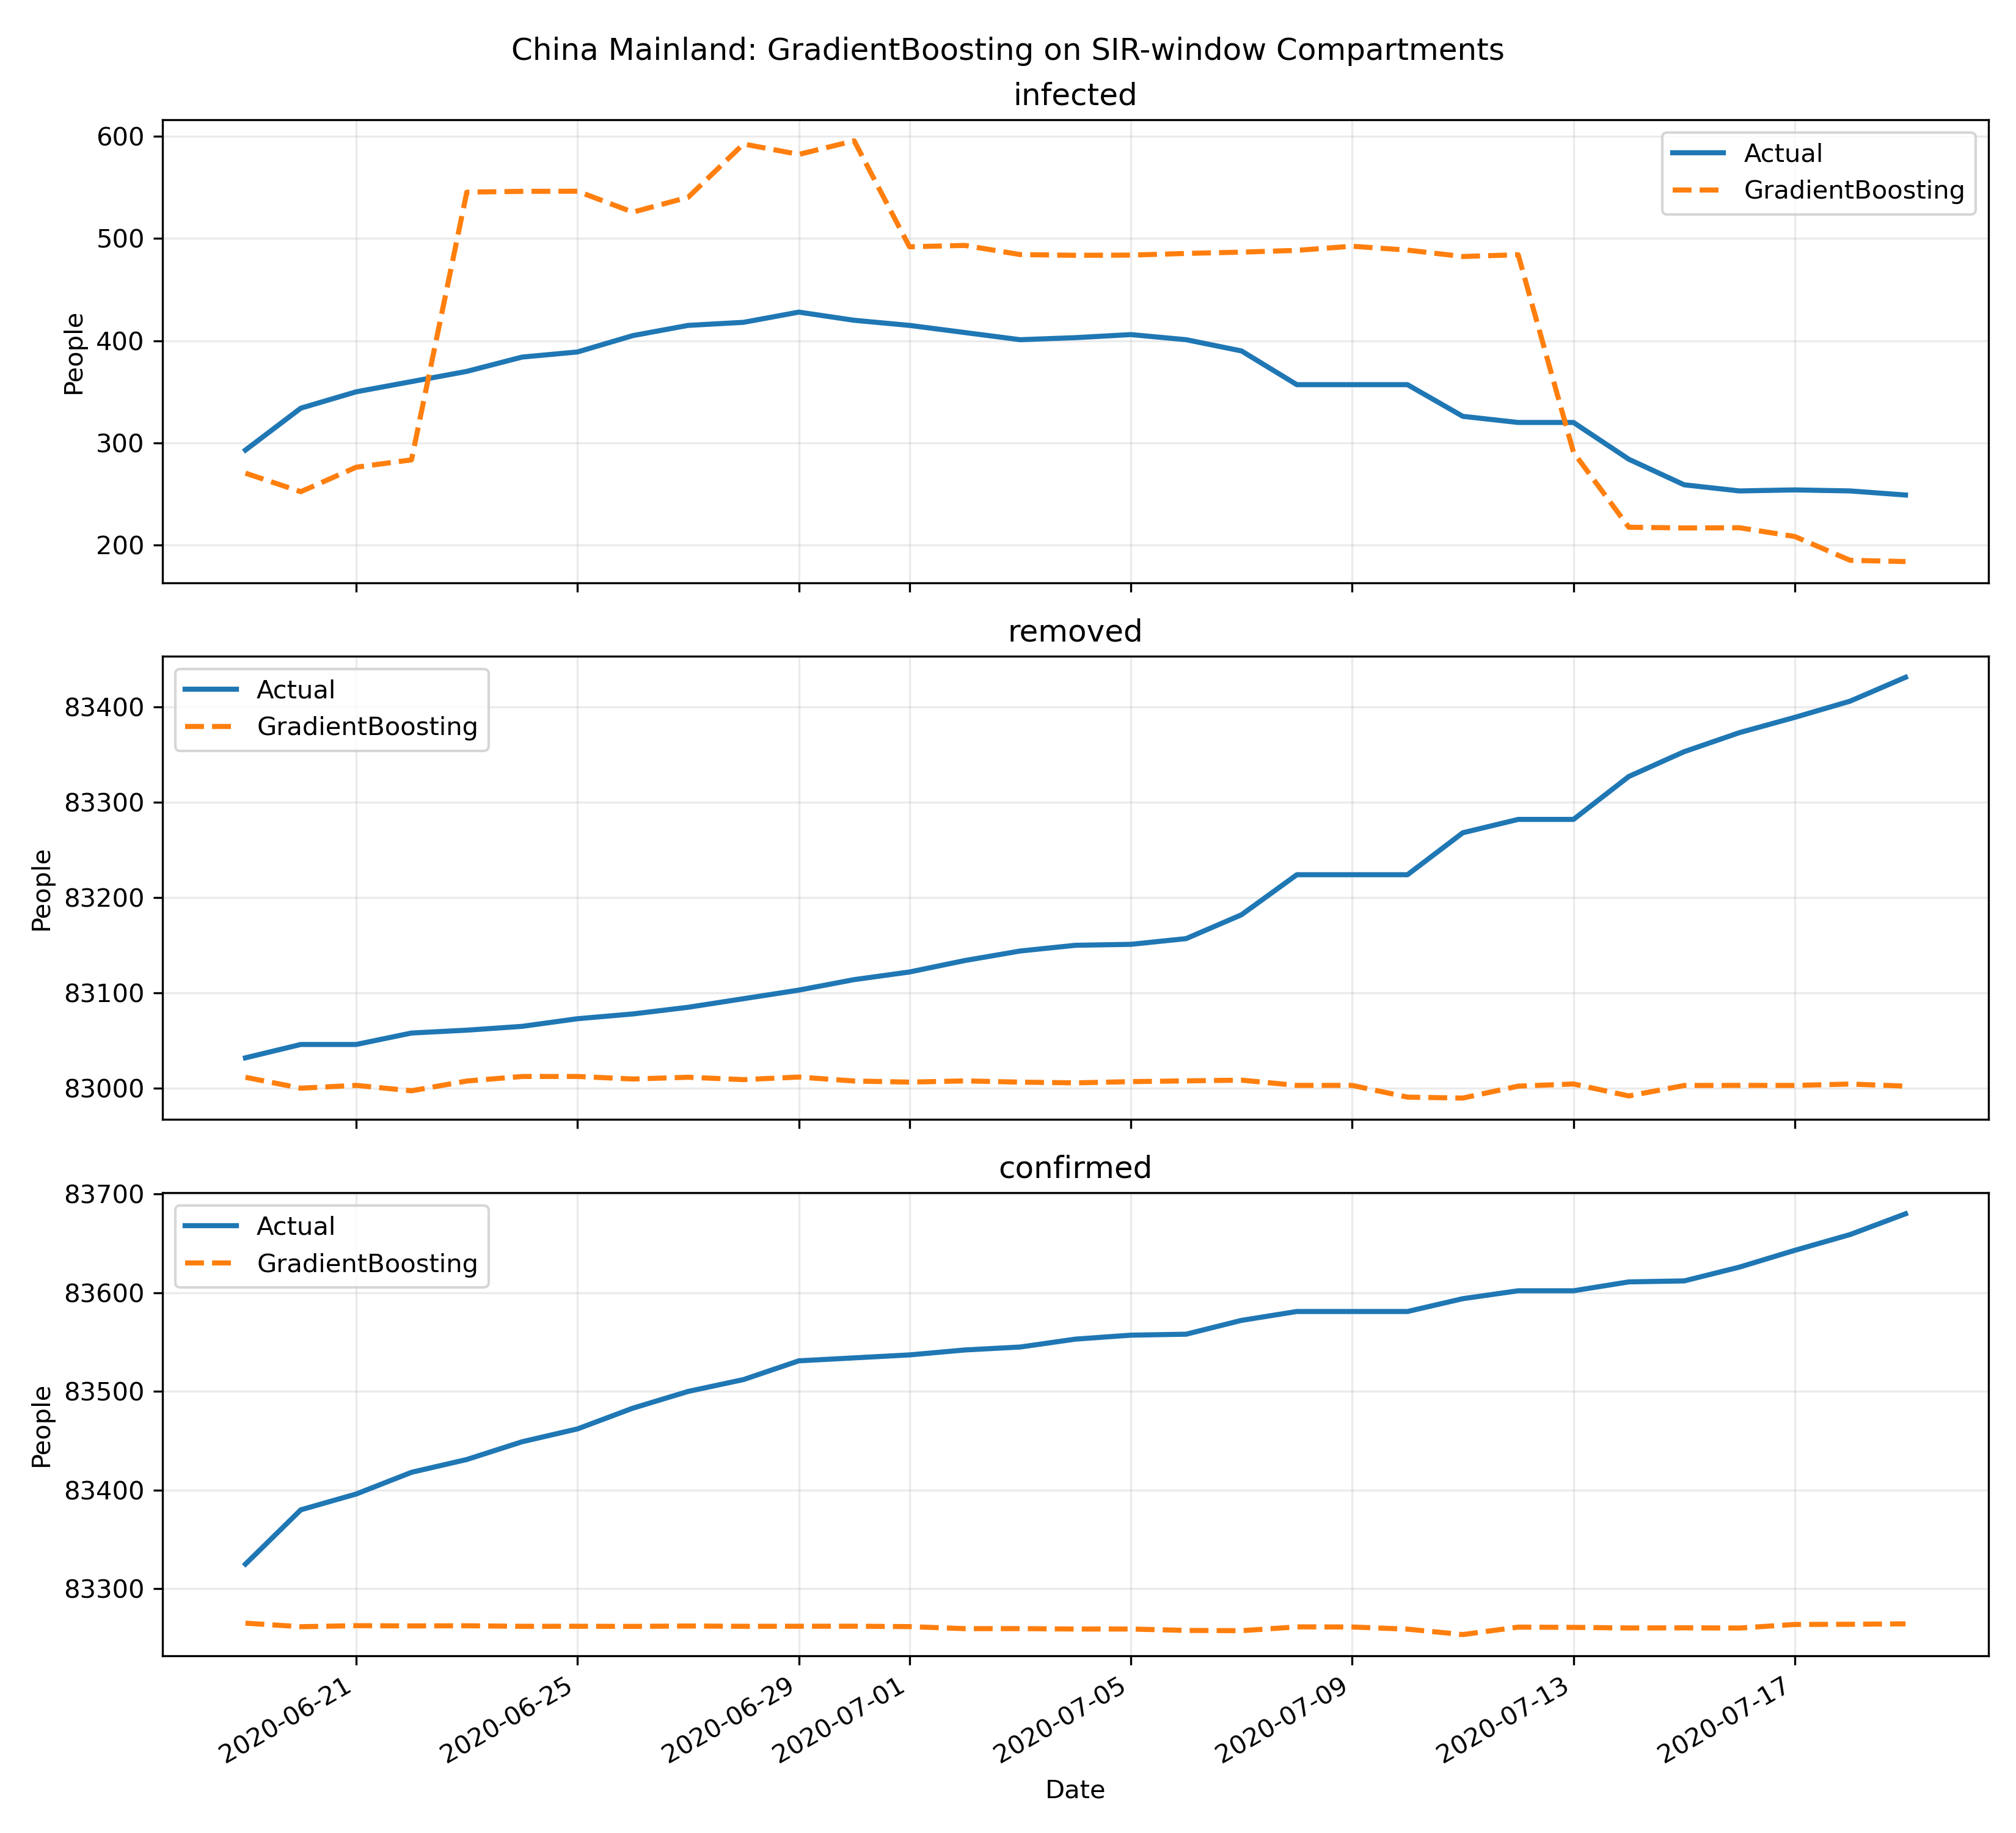 China Mainland: GradientBoosting on SIR-window Compartments
infected
600
500
400
300
200
People
Actual
GradientBoosting
removed
83400
83300
83200
83100
83000
People
Actual
GradientBoosting
confirmed
83700
83600
83500
83400
83300
People
Actual
GradientBoosting
2020-06-21
2020-06-25
2020-06-29
2020-07-01
2020-07-05
2020-07-09
2020-07-13
2020-07-17
Date